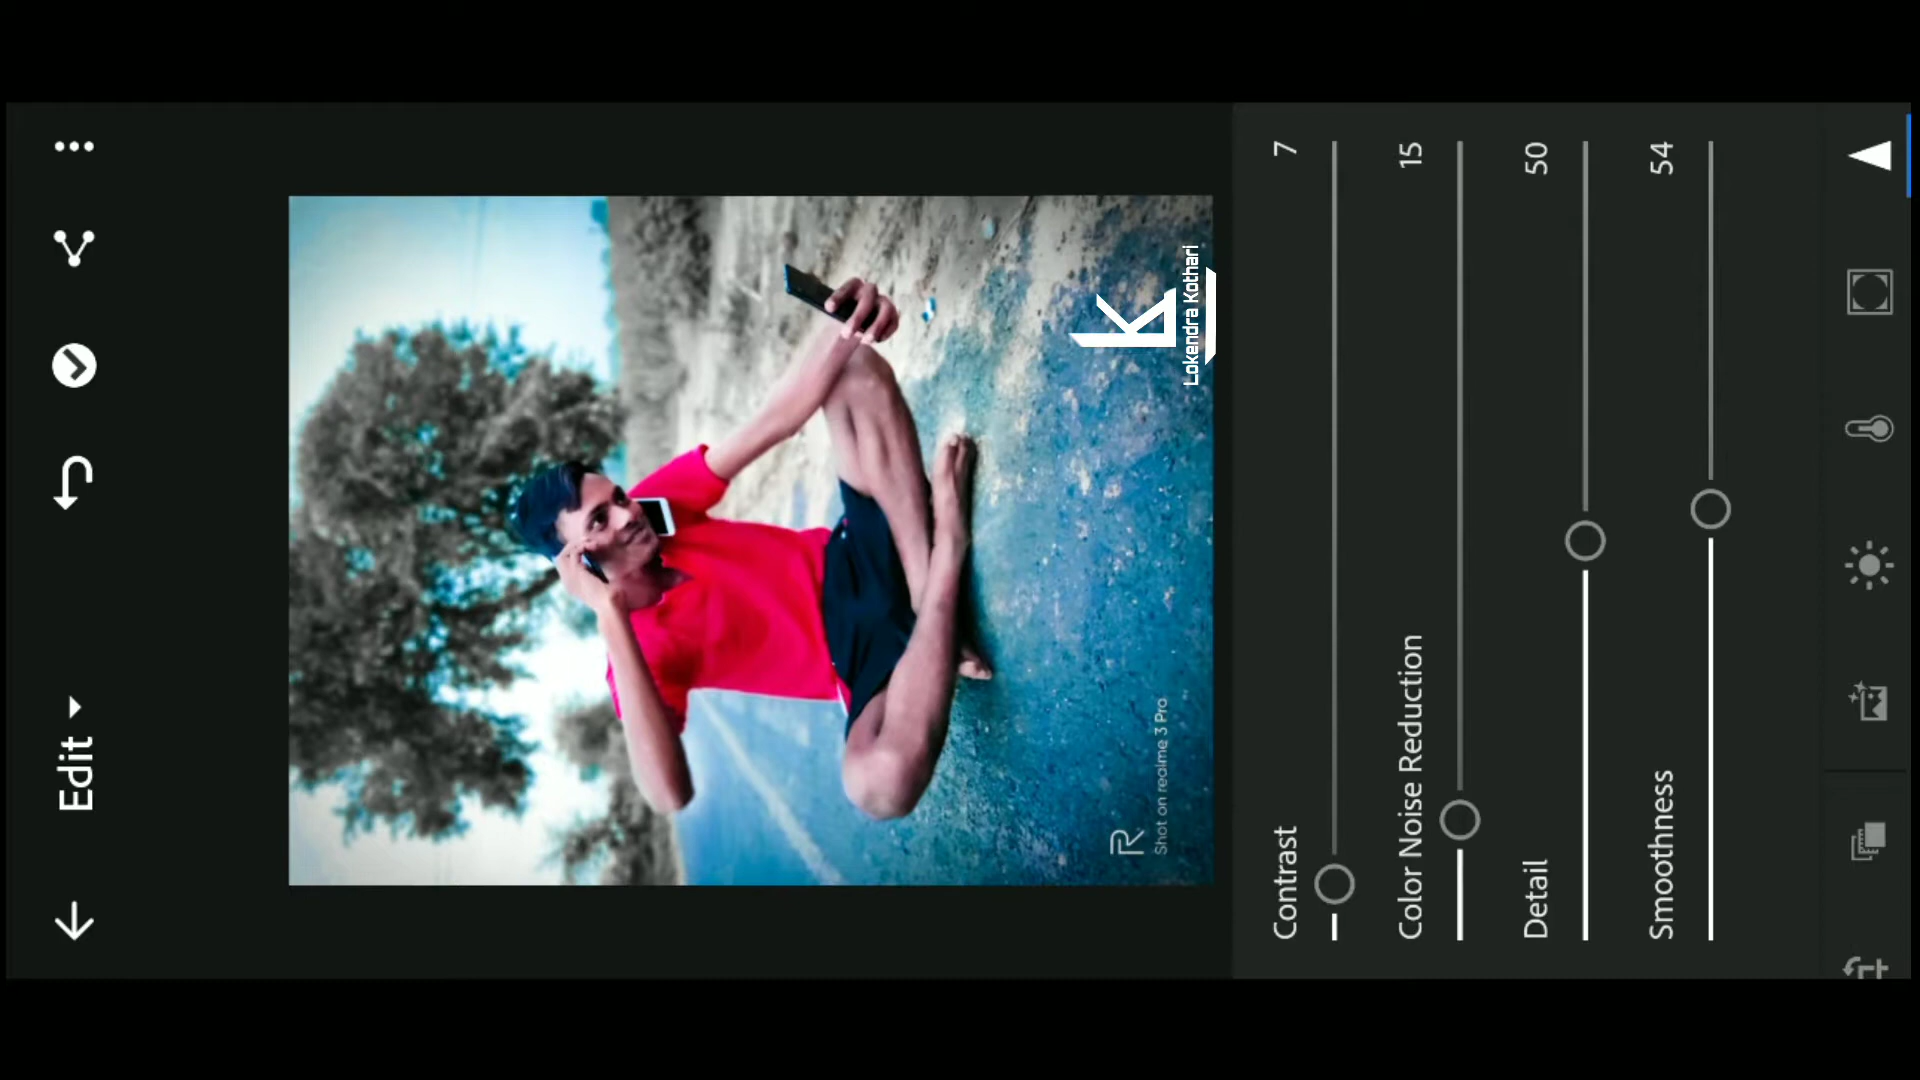 Edit
Lokendra Kothari
Shot on realme 3 Pro
Contrast 7
Color Noise Reduction 15
Detail 50
Smoothness 54